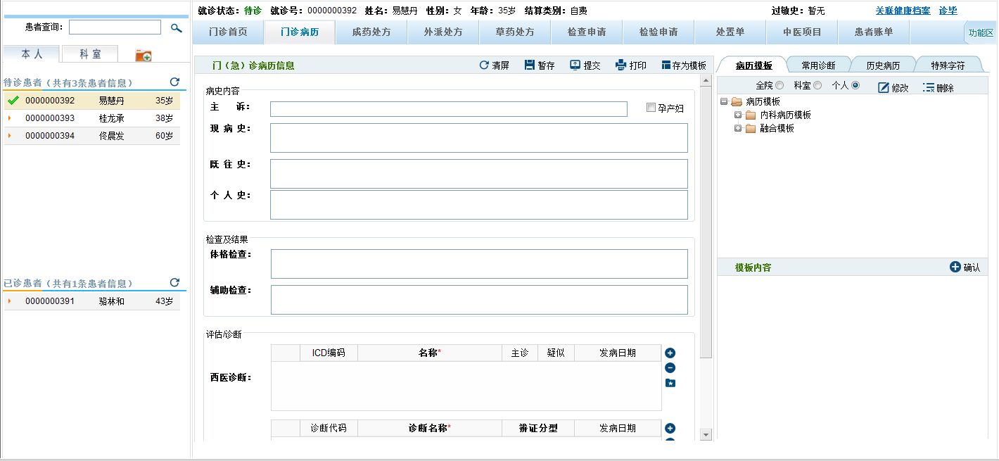 就诊状态：待诊 就诊号：0000000392 姓名：易慧丹 性别：女 年龄：35岁 结算类别：自费 过敏史：暂无 关联健康档案 诊毕
患者查询：
门诊首页 门诊病历 成药处方 外派处方 草药处方 检查申请 检验申请 处置单 中医项目 患者账单 功能区
本人 科室
待诊患者（共有3条患者信息）
0000000392 易慧丹 35岁
0000000393 桂龙承 38岁
0000000394 佟晨发 60岁
已诊患者（共有1条患者信息）
0000000391 骆林和 43岁
门（急）诊病历信息 清屏 暂存 提交 打印 存为模板
病史内容
主 诉： 孕产妇
现 病 史：
既 往 史：
个 人 史：
检查及结果
体格检查：
辅助检查：
评估/诊断
ICD编码 名称* 主诊 疑似 发病日期
西医诊断：
诊断代码 诊断名称* 辨证分型 发病日期
病历模板 常用诊断 历史病历 特殊字符
全院 科室 个人 修改 删除
病历模板
内科病历模板
融合模板
模板内容 确认